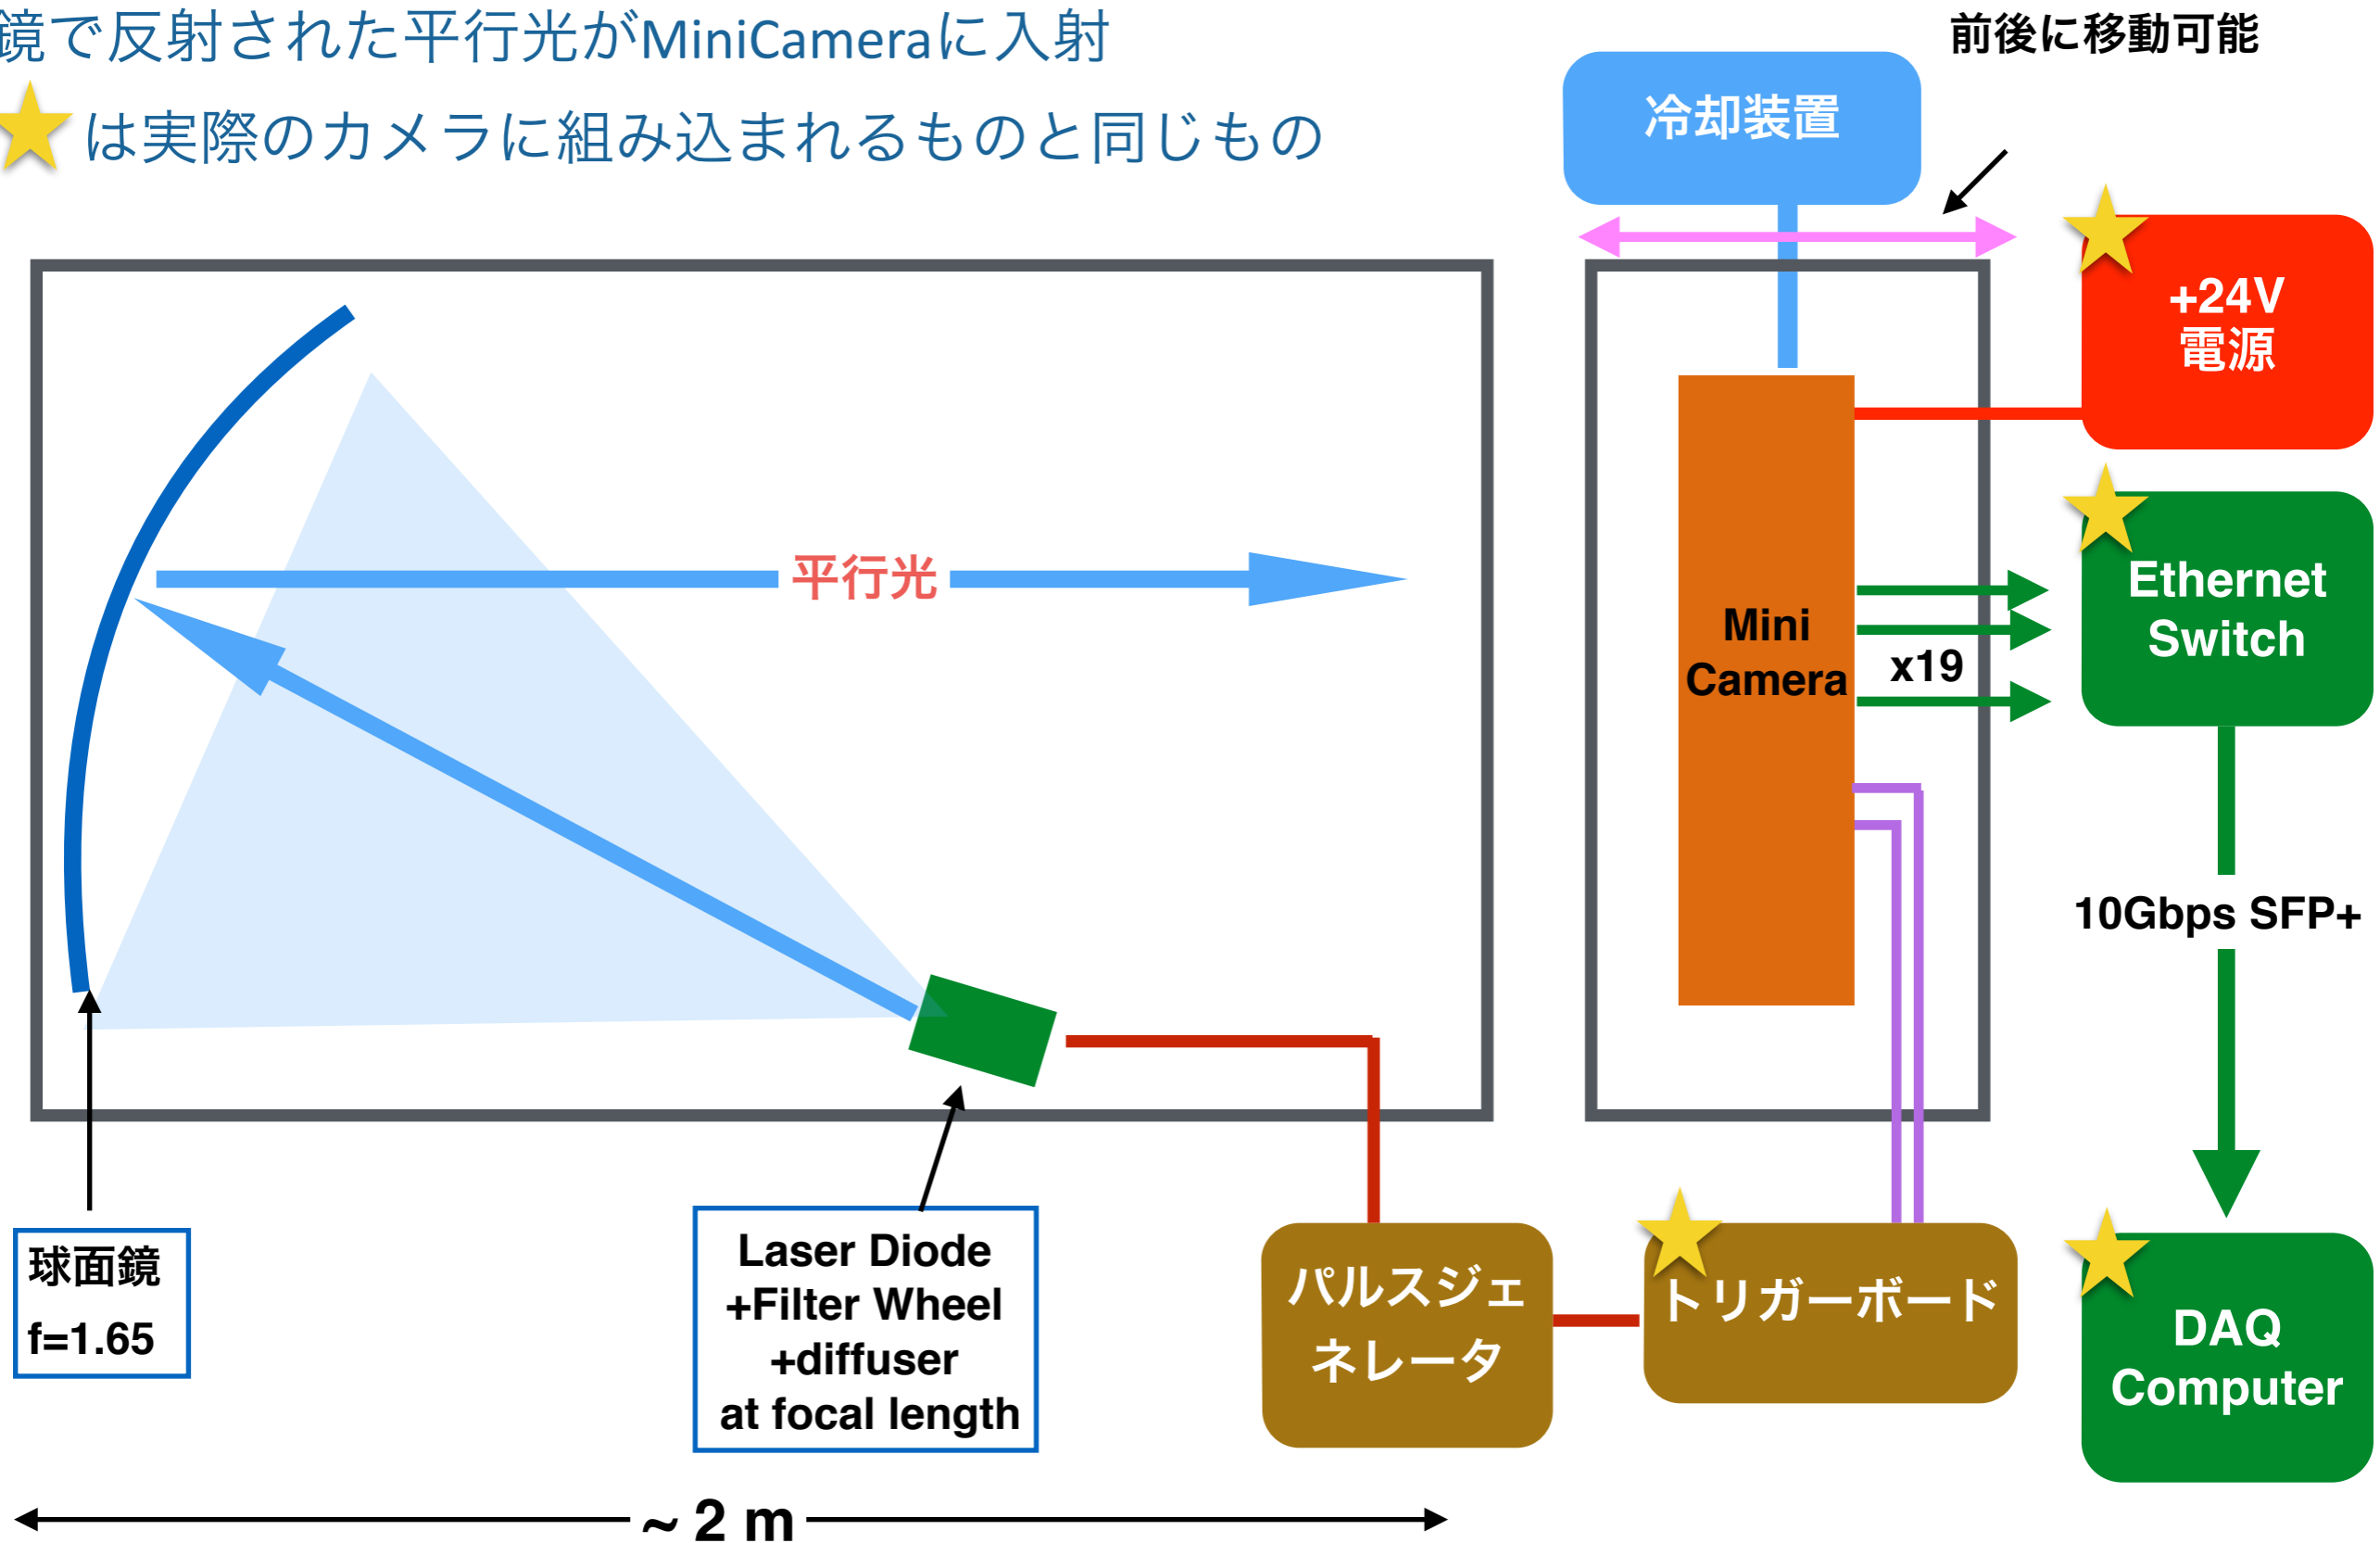 鏡で反射された平行光がMiniCameraに入射
は実際のカメラに組み込まれるものと同じもの
前後に移動可能
冷却装置
+24V
電源
平行光
Mini
Camera
x19
Ethernet
Switch
10Gbps SFP+
球面鏡
f=1.65
Laser Diode
+Filter Wheel
+diffuser
at focal length
パルスジェ
ネレータ
トリガーボード
DAQ
Computer
~ 2 m